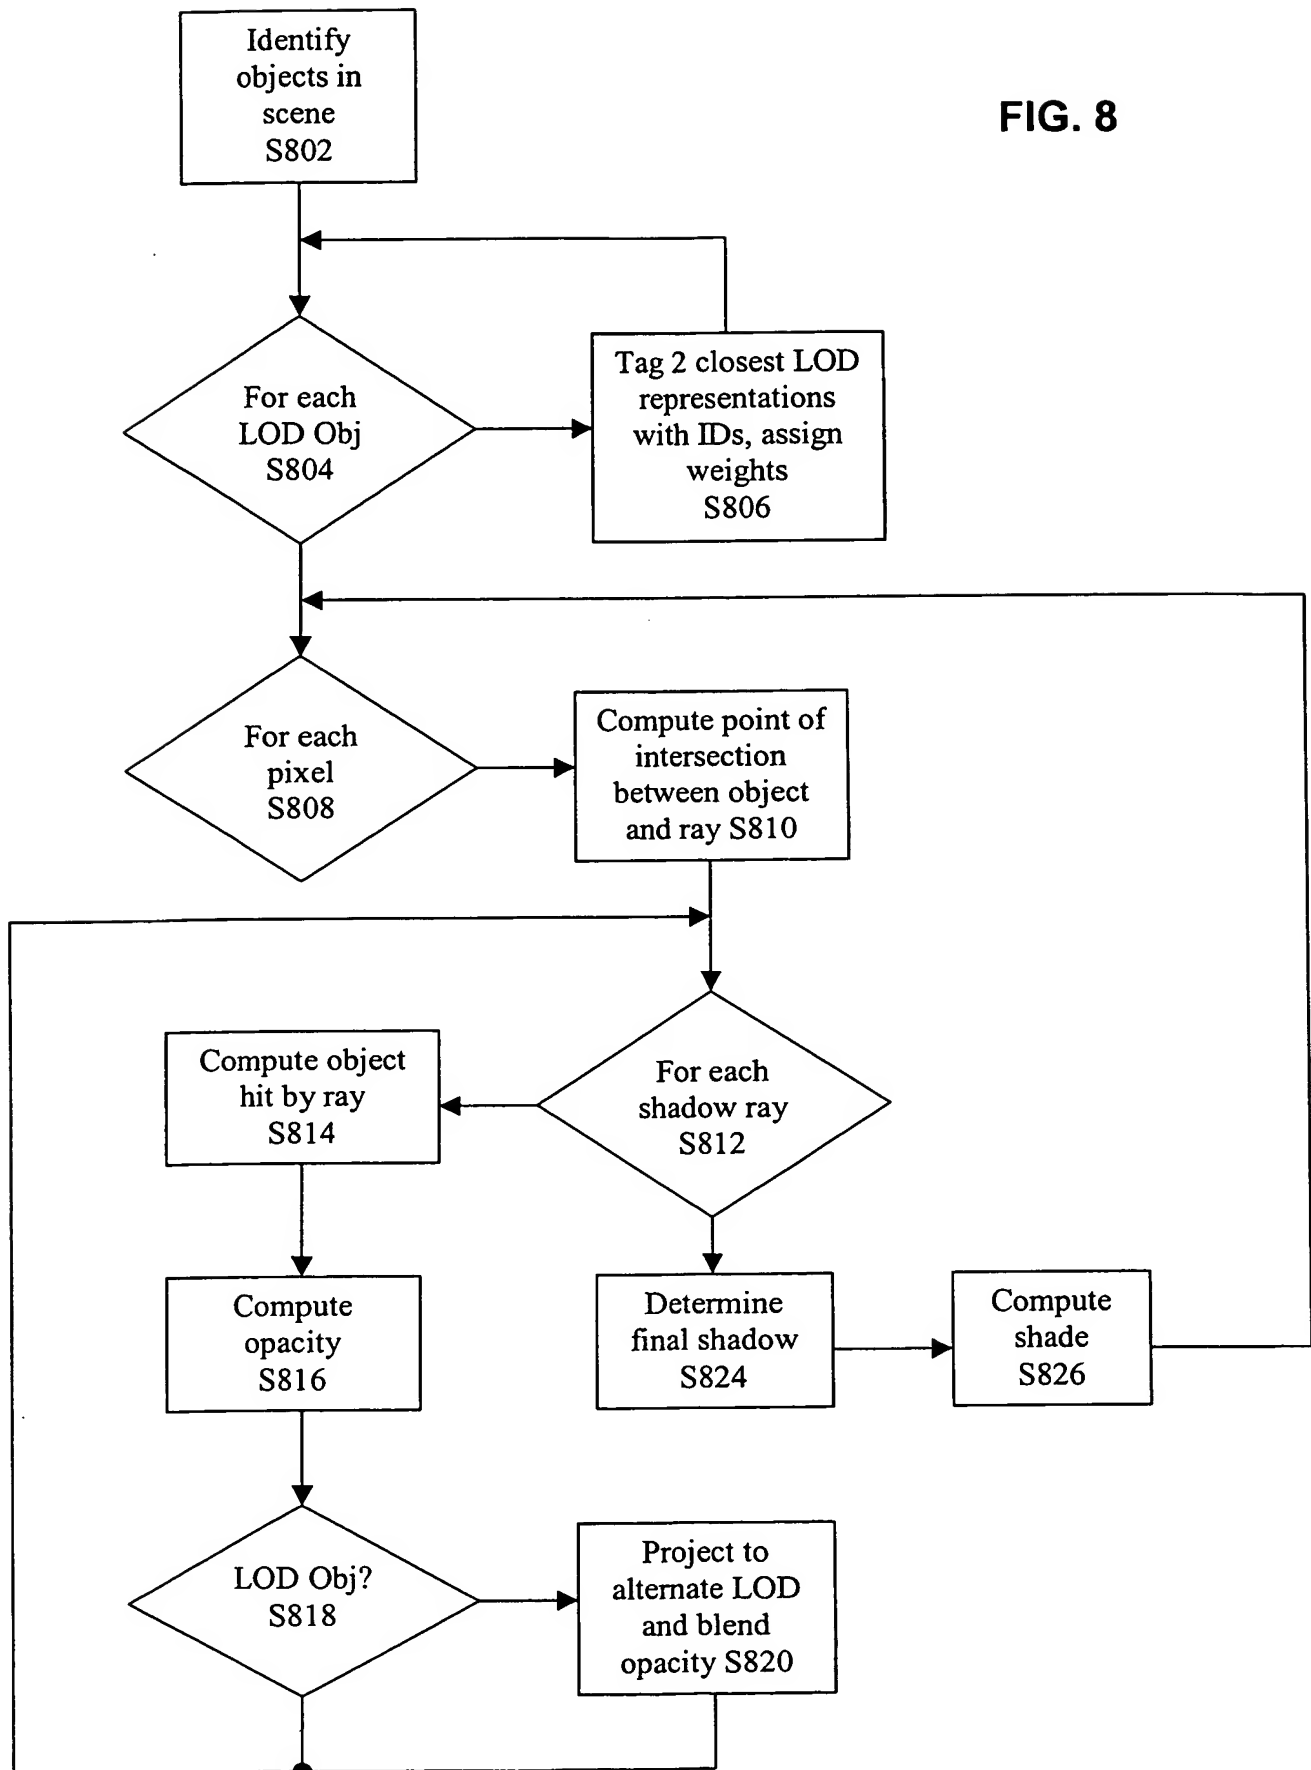 Identify
objects in
scene
S802
FIG. 8
For each
LOD Obj
S804
Tag 2 closest LOD
representations
with IDs, assign
weights
S806
For each
pixel
S808
Compute point of
intersection
between object
and ray S810
Compute object
hit by ray
S814
For each
shadow ray
S812
Compute
opacity
S816
Determine
final shadow
S824
Compute
shade
S826
LOD Obj?
S818
Project to
alternate LOD
and blend
opacity S820